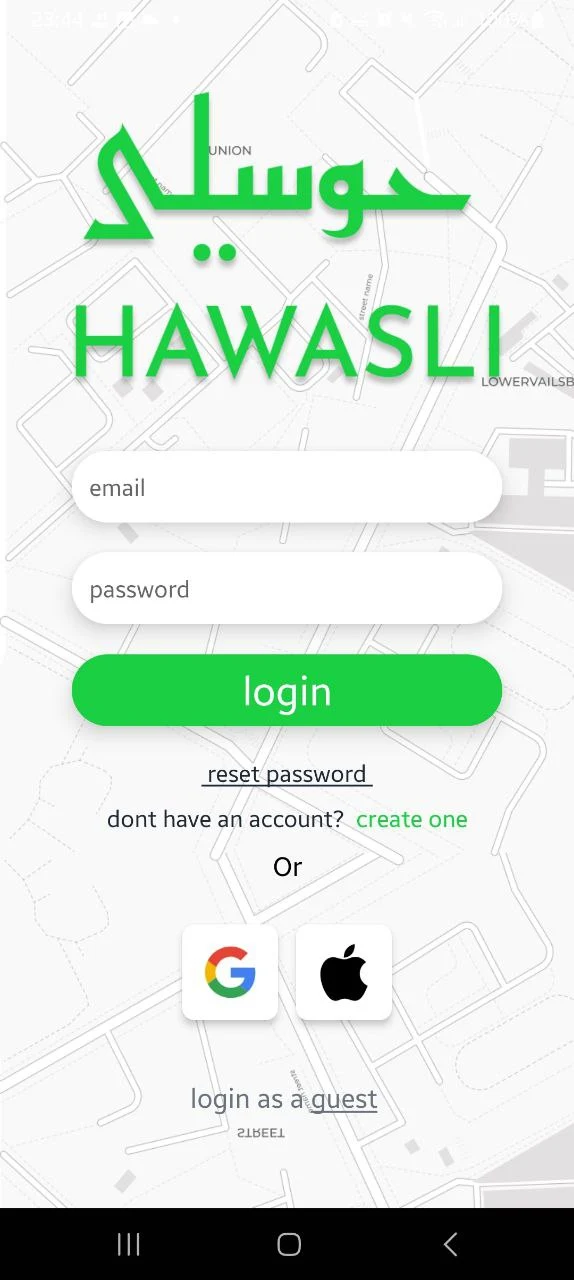 23:44
UNION
حوسيلي
street name
HAWASLI
LOWERVAILSB
email
password
login
reset password
dont have an account? create one
Or
login as a guest
STREET